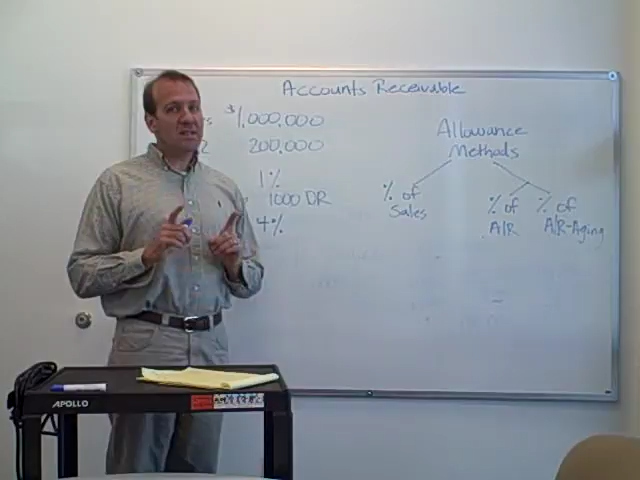 Accounts Receivable
$1,000,000
200,000
1%
1000 DR
4%
Allowance
Methods
% of
Sales
% of
A/R
% of
A/R-Aging
APOLLO